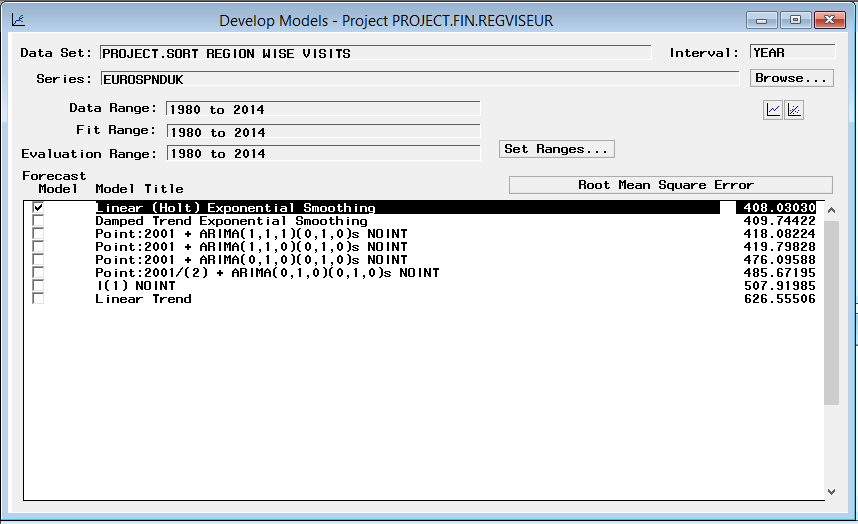 Develop Models - Project PROJECT.FIN.REGVISEUR
Data Set: PROJECT.SORT REGION WISE VISITS Interval: YEAR
Series: EUROSPNDUK Browse...
Data Range: 1980 to 2014
Fit Range: 1980 to 2014
Evaluation Range: 1980 to 2014 Set Ranges...
Forecast
Model Model Title Root Mean Square Error
Linear (Holt) Exponential Smoothing 408.03030
Damped Trend Exponential Smoothing 409.74422
Point:2001 + ARIMA(1,1,1)(0,1,0)s NOINT 418.08224
Point:2001 + ARIMA(0,1,1)(0,1,0)s NOINT 419.79828
Point:2001 + ARIMA(0,1,0)(0,1,0)s NOINT 476.09588
Point:2001/(2) + ARIMA(0,1,0)(0,1,0)s NOINT 485.67195
I(1) NOINT 507.91985
Linear Trend 626.55506